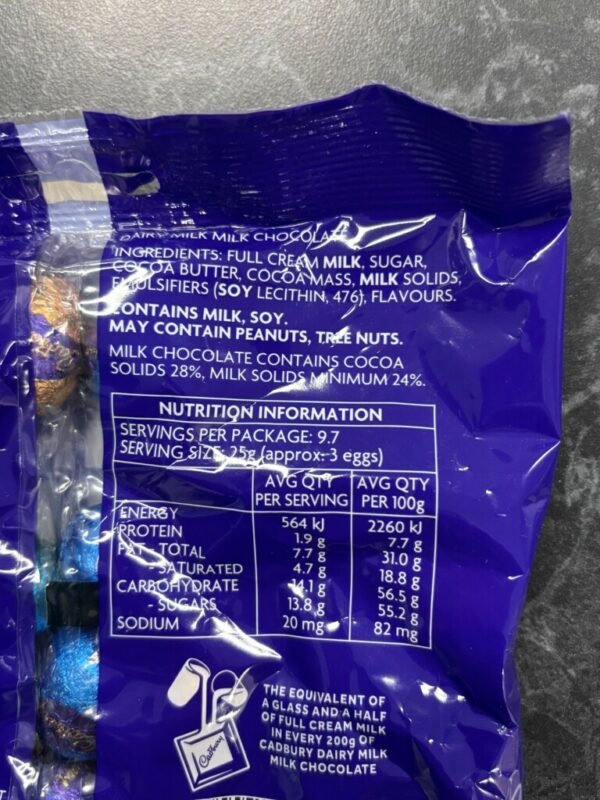 DAIRY MILK MILK CHOCOLATE
INGREDIENTS: FULL CREAM MILK, SUGAR,
COCOA BUTTER, COCOA MASS, MILK SOLIDS,
EMULSIFIERS (SOY LECITHIN, 476), FLAVOURS.
CONTAINS MILK, SOY.
MAY CONTAIN PEANUTS, TREE NUTS.
MILK CHOCOLATE CONTAINS COCOA
SOLIDS 28%, MILK SOLIDS MINIMUM 24%.
NUTRITION INFORMATION
SERVINGS PER PACKAGE: 9.7
SERVING SIZE: 25g (approx. 3 eggs)
AVG QTY AVG QTY
PER SERVING PER 100g
ENERGY 564 kJ 2260 kJ
PROTEIN 1.9 g 7.7 g
FAT - TOTAL 7.7 g 31.0 g
- SATURATED 4.7 g 18.8 g
CARBOHYDRATE 14.1 g 56.5 g
- SUGARS 13.8 g 55.2 g
SODIUM 20 mg 82 mg
THE EQUIVALENT OF
A GLASS AND A HALF
OF FULL CREAM MILK
IN EVERY 200g OF
CADBURY DAIRY MILK
MILK CHOCOLATE
Cadbury